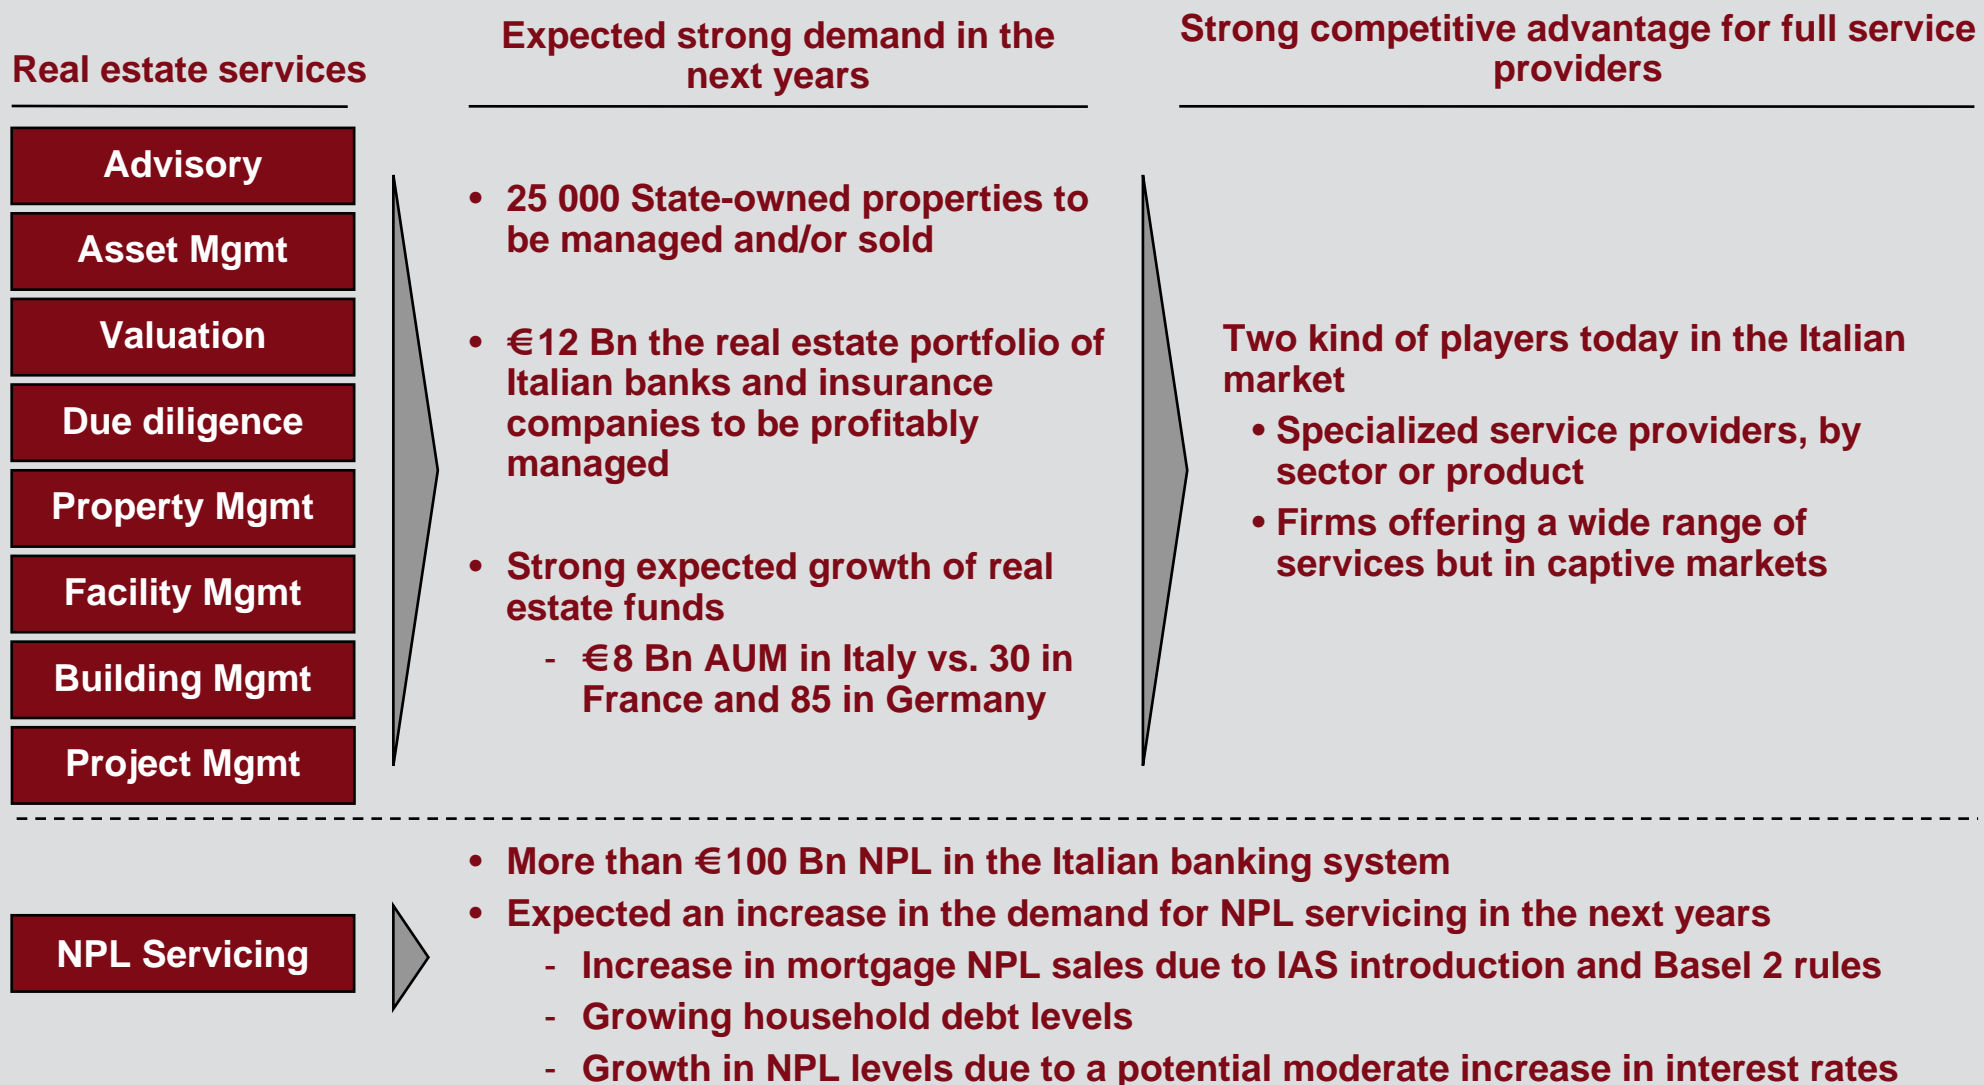 Real estate services
Advisory
Asset Mgmt
Valuation
Due diligence
Property Mgmt
Facility Mgmt
Building Mgmt
Project Mgmt
Expected strong demand in the
next years
• 25 000 State-owned properties to
be managed and/or sold
• €12 Bn the real estate portfolio of
Italian banks and insurance
companies to be profitably
managed
• Strong expected growth of real
estate funds
- €8 Bn AUM in Italy vs. 30 in
France and 85 in Germany
Strong competitive advantage for full service
providers
Two kind of players today in the Italian
market
• Specialized service providers, by
sector or product
• Firms offering a wide range of
services but in captive markets
NPL Servicing
• More than €100 Bn NPL in the Italian banking system
• Expected an increase in the demand for NPL servicing in the next years
- Increase in mortgage NPL sales due to IAS introduction and Basel 2 rules
- Growing household debt levels
- Growth in NPL levels due to a potential moderate increase in interest rates